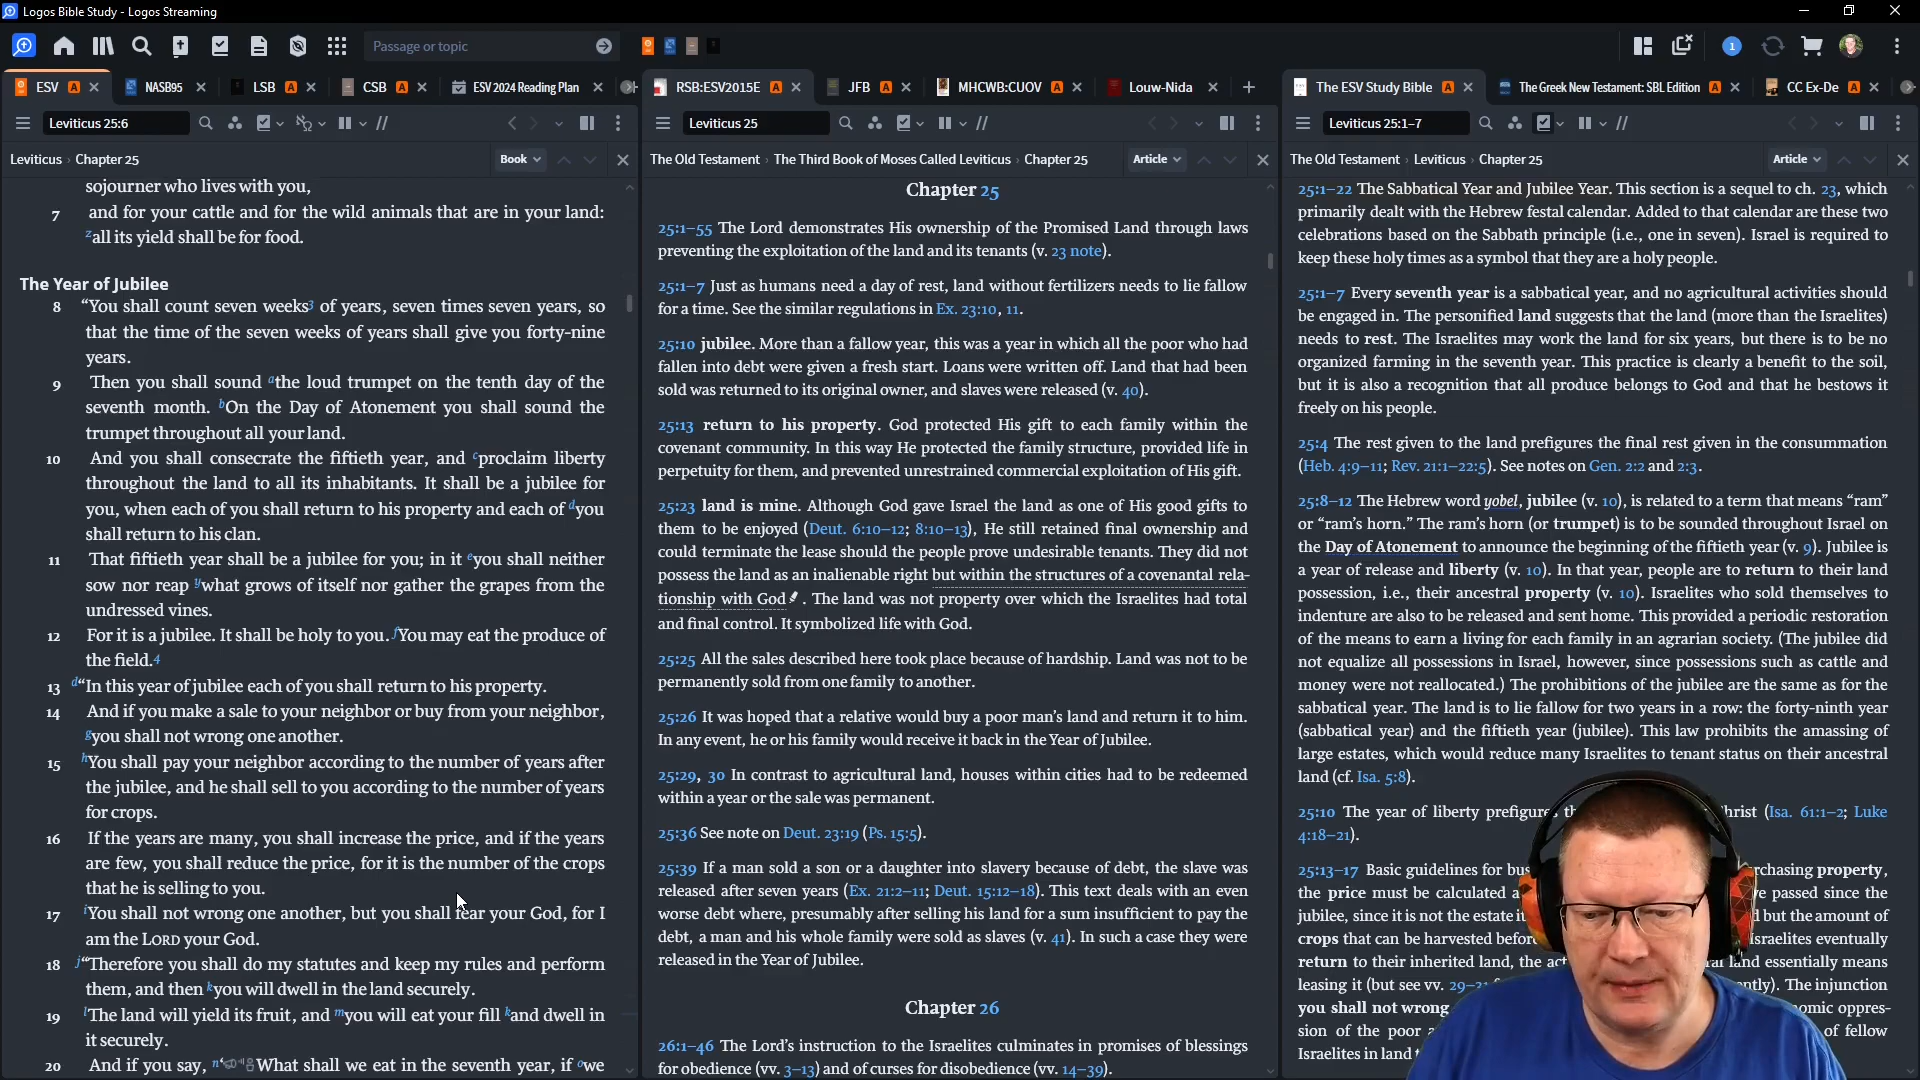 Logos Bible Study - Logos Streaming
Passage or topic
1
ESV A
NASB95
LSB A
CSB A
ESV 2024 Reading Plan
RSB:ESV2015E A
JFB A
MHCWB:CUOV A
Louw-Nida
The ESV Study Bible A
The Greek New Testament: SBL Edition A
CC Ex-De A
Leviticus 25:6
Leviticus 25
Leviticus 25:1–7
Leviticus › Chapter 25
Book
The Old Testament › The Third Book of Moses Called Leviticus › Chapter 25
Article
The Old Testament › Leviticus › Chapter 25
Article
sojourner who lives with you,
7 and for your cattle and for the wild animals that are in your land:
z all its yield shall be for food.
The Year of Jubilee
8 “You shall count seven weeks3 of years, seven times seven years, so
that the time of the seven weeks of years shall give you forty-nine
years.
9 Then you shall sound a the loud trumpet on the tenth day of the
seventh month. b On the Day of Atonement you shall sound the
trumpet throughout all your land.
10 And you shall consecrate the fiftieth year, and c proclaim liberty
throughout the land to all its inhabitants. It shall be a jubilee for
you, when each of you shall return to his property and each of d you
shall return to his clan.
11 That fiftieth year shall be a jubilee for you; in it e you shall neither
sow nor reap y what grows of itself nor gather the grapes from the
undressed vines.
12 For it is a jubilee. It shall be holy to you. f You may eat the produce of
the field.4
13 d “In this year of jubilee each of you shall return to his property.
14 And if you make a sale to your neighbor or buy from your neighbor,
g you shall not wrong one another.
15 h You shall pay your neighbor according to the number of years after
the jubilee, and he shall sell to you according to the number of years
for crops.
16 If the years are many, you shall increase the price, and if the years
are few, you shall reduce the price, for it is the number of the crops
that he is selling to you.
17 i You shall not wrong one another, but you shall fear your God, for I
am the LORD your God.
18 j “Therefore you shall do my statutes and keep my rules and perform
them, and then k you will dwell in the land securely.
19 l The land will yield its fruit, and m you will eat your fill k and dwell in
it securely.
20 And if you say, n ‘What shall we eat in the seventh year, if o we
Chapter 25
25:1–55 The Lord demonstrates His ownership of the Promised Land through laws
preventing the exploitation of the land and its tenants (v. 23 note).
25:1–7 Just as humans need a day of rest, land without fertilizers needs to lie fallow
for a time. See the similar regulations in Ex. 23:10, 11.
25:10 jubilee. More than a fallow year, this was a year in which all the poor who had
fallen into debt were given a fresh start. Loans were written off. Land that had been
sold was returned to its original owner, and slaves were released (v. 40).
25:13 return to his property. God protected His gift to each family within the
covenant community. In this way He protected the family structure, provided life in
perpetuity for them, and prevented unrestrained commercial exploitation of His gift.
25:23 land is mine. Although God gave Israel the land as one of His good gifts to
them to be enjoyed (Deut. 6:10–12; 8:10–13), He still retained final ownership and
could terminate the lease should the people prove undesirable tenants. They did not
possess the land as an inalienable right but within the structures of a covenantal rela-
tionship with God . The land was not property over which the Israelites had total
and final control. It symbolized life with God.
25:25 All the sales described here took place because of hardship. Land was not to be
permanently sold from one family to another.
25:26 It was hoped that a relative would buy a poor man’s land and return it to him.
In any event, he or his family would receive it back in the Year of Jubilee.
25:29, 30 In contrast to agricultural land, houses within cities had to be redeemed
within a year or the sale was permanent.
25:36 See note on Deut. 23:19 (Ps. 15:5).
25:39 If a man sold a son or a daughter into slavery because of debt, the slave was
released after seven years (Ex. 21:2–11; Deut. 15:12–18). This text deals with an even
worse debt where, presumably after selling his land for a sum insufficient to pay the
debt, a man and his whole family were sold as slaves (v. 41). In such a case they were
released in the Year of Jubilee.
Chapter 26
26:1–46 The Lord’s instruction to the Israelites culminates in promises of blessings
for obedience (vv. 3–13) and of curses for disobedience (vv. 14–39).
25:1–22 The Sabbatical Year and Jubilee Year. This section is a sequel to ch. 23, which
primarily dealt with the Hebrew festal calendar. Added to that calendar are these two
celebrations based on the Sabbath principle (i.e., one in seven). Israel is required to
keep these holy times as a symbol that they are a holy people.
25:1–7 Every seventh year is a sabbatical year, and no agricultural activities should
be engaged in. The personified land suggests that the land (more than the Israelites)
needs to rest. The Israelites may work the land for six years, but there is to be no
organized farming in the seventh year. This practice is clearly a benefit to the soil,
but it is also a recognition that all produce belongs to God and that he bestows it
freely on his people.
25:4 The rest given to the land prefigures the final rest given in the consummation
(Heb. 4:9–11; Rev. 21:1–22:5). See notes on Gen. 2:2 and 2:3.
25:8–12 The Hebrew word yobel, jubilee (v. 10), is related to a term that means “ram”
or “ram’s horn.” The ram’s horn (or trumpet) is to be sounded throughout Israel on
the Day of Atonement to announce the beginning of the fiftieth year (v. 9). Jubilee is
a year of release and liberty (v. 10). In that year, people are to return to their land
possession, i.e., their ancestral property (v. 10). Israelites who sold themselves to
indenture are also to be released and sent home. This provided a periodic restoration
of the means to earn a living for each family in an agrarian society. (The jubilee did
not equalize all possessions in Israel, however, since possessions such as cattle and
money were not reallocated.) The prohibitions of the jubilee are the same as for the
sabbatical year. The land is to lie fallow for two years in a row: the forty-ninth year
(sabbatical year) and the fiftieth year (jubilee). This law prohibits the amassing of
large estates, which would reduce many Israelites to tenant status on their ancestral
land (cf. Isa. 5:8).
25:10 The year of liberty prefigures Christ (Isa. 61:1–2; Luke
4:18–21).
25:13–17 Basic guidelines for property,
the price must be calculated passed since the
jubilee, since it is not the estate but the amount of
crops that can be harvested Israelites eventually
return to their inherited land, the land essentially means
leasing it (but see vv. The injunction
you shall not wrong oppres-
sion of the poor of fellow
Israelites in land